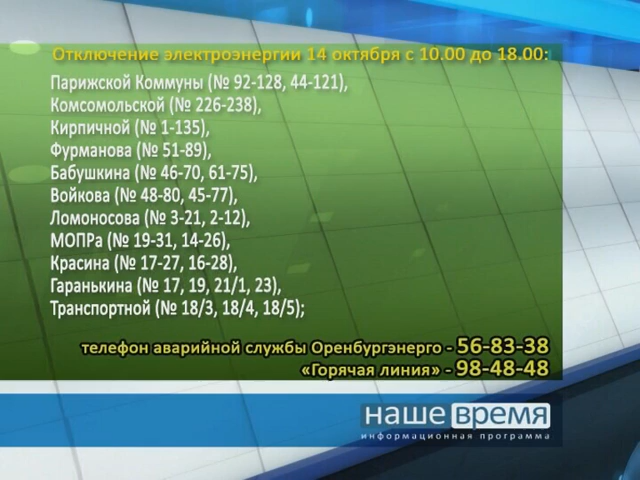 Отключение электроэнергии 14 октября с 10.00 до 18.00:
Парижской Коммуны (№ 92-128, 44-121),
Комсомольской (№ 226-238),
Кирпичной (№ 1-135),
Фурманова (№ 51-89),
Бабушкина (№ 46-70, 61-75),
Войкова (№ 48-80, 45-77),
Ломоносова (№ 3-21, 2-12),
МОПРа (№ 19-31, 14-26),
Красина (№ 17-27, 16-28),
Гаранькина (№ 17, 19, 21/1, 23),
Транспортной (№ 18/3, 18/4, 18/5);
телефон аварийной службы Оренбургэнерго - 56-83-38
«Горячая линия» - 98-48-48
наше время
информационная программа